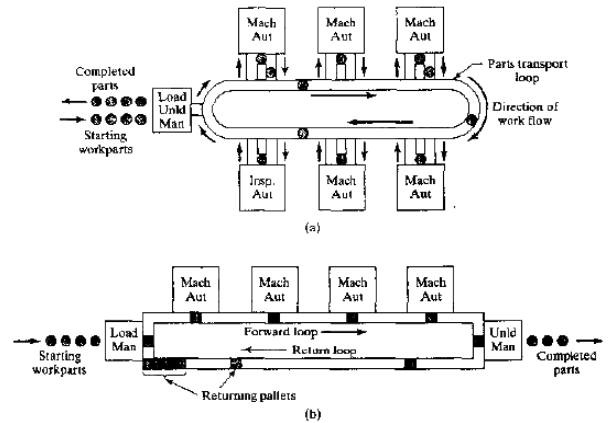 Mach
Aut
Mach
Aut
Mach
Aut
Completed
parts
Starting
workparts
Load
Unld
Man
Parts transport
loop
Direction of
work flow
Insp.
Aut
Mach
Aut
Mach
Aut
(a)
Mach
Aut
Mach
Aut
Mach
Aut
Mach
Aut
Load
Man
Forward loop
Return loop
Unld
Man
Starting
workparts
Completed
parts
Returning pallets
(b)